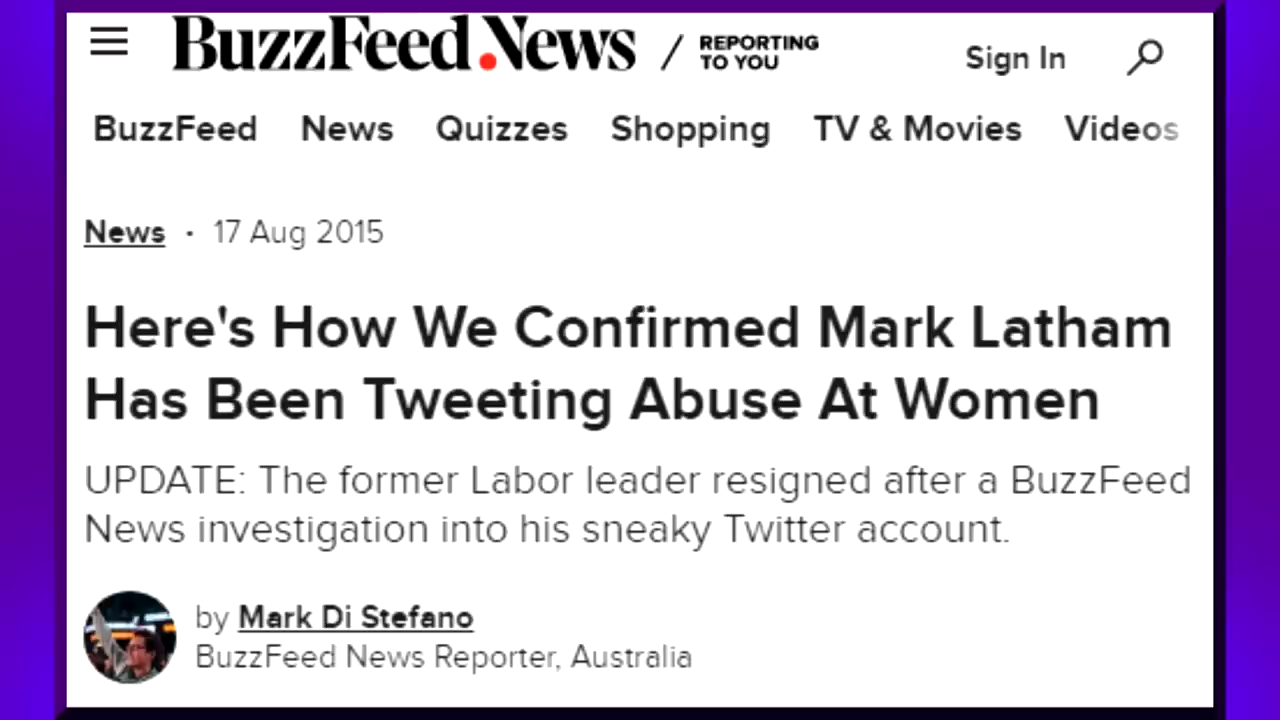 BuzzFeed News / REPORTING TO YOU
Sign In
BuzzFeed News Quizzes Shopping TV & Movies Videos
News · 17 Aug 2015
Here's How We Confirmed Mark Latham
Has Been Tweeting Abuse At Women
UPDATE: The former Labor leader resigned after a BuzzFeed
News investigation into his sneaky Twitter account.
by Mark Di Stefano
BuzzFeed News Reporter, Australia